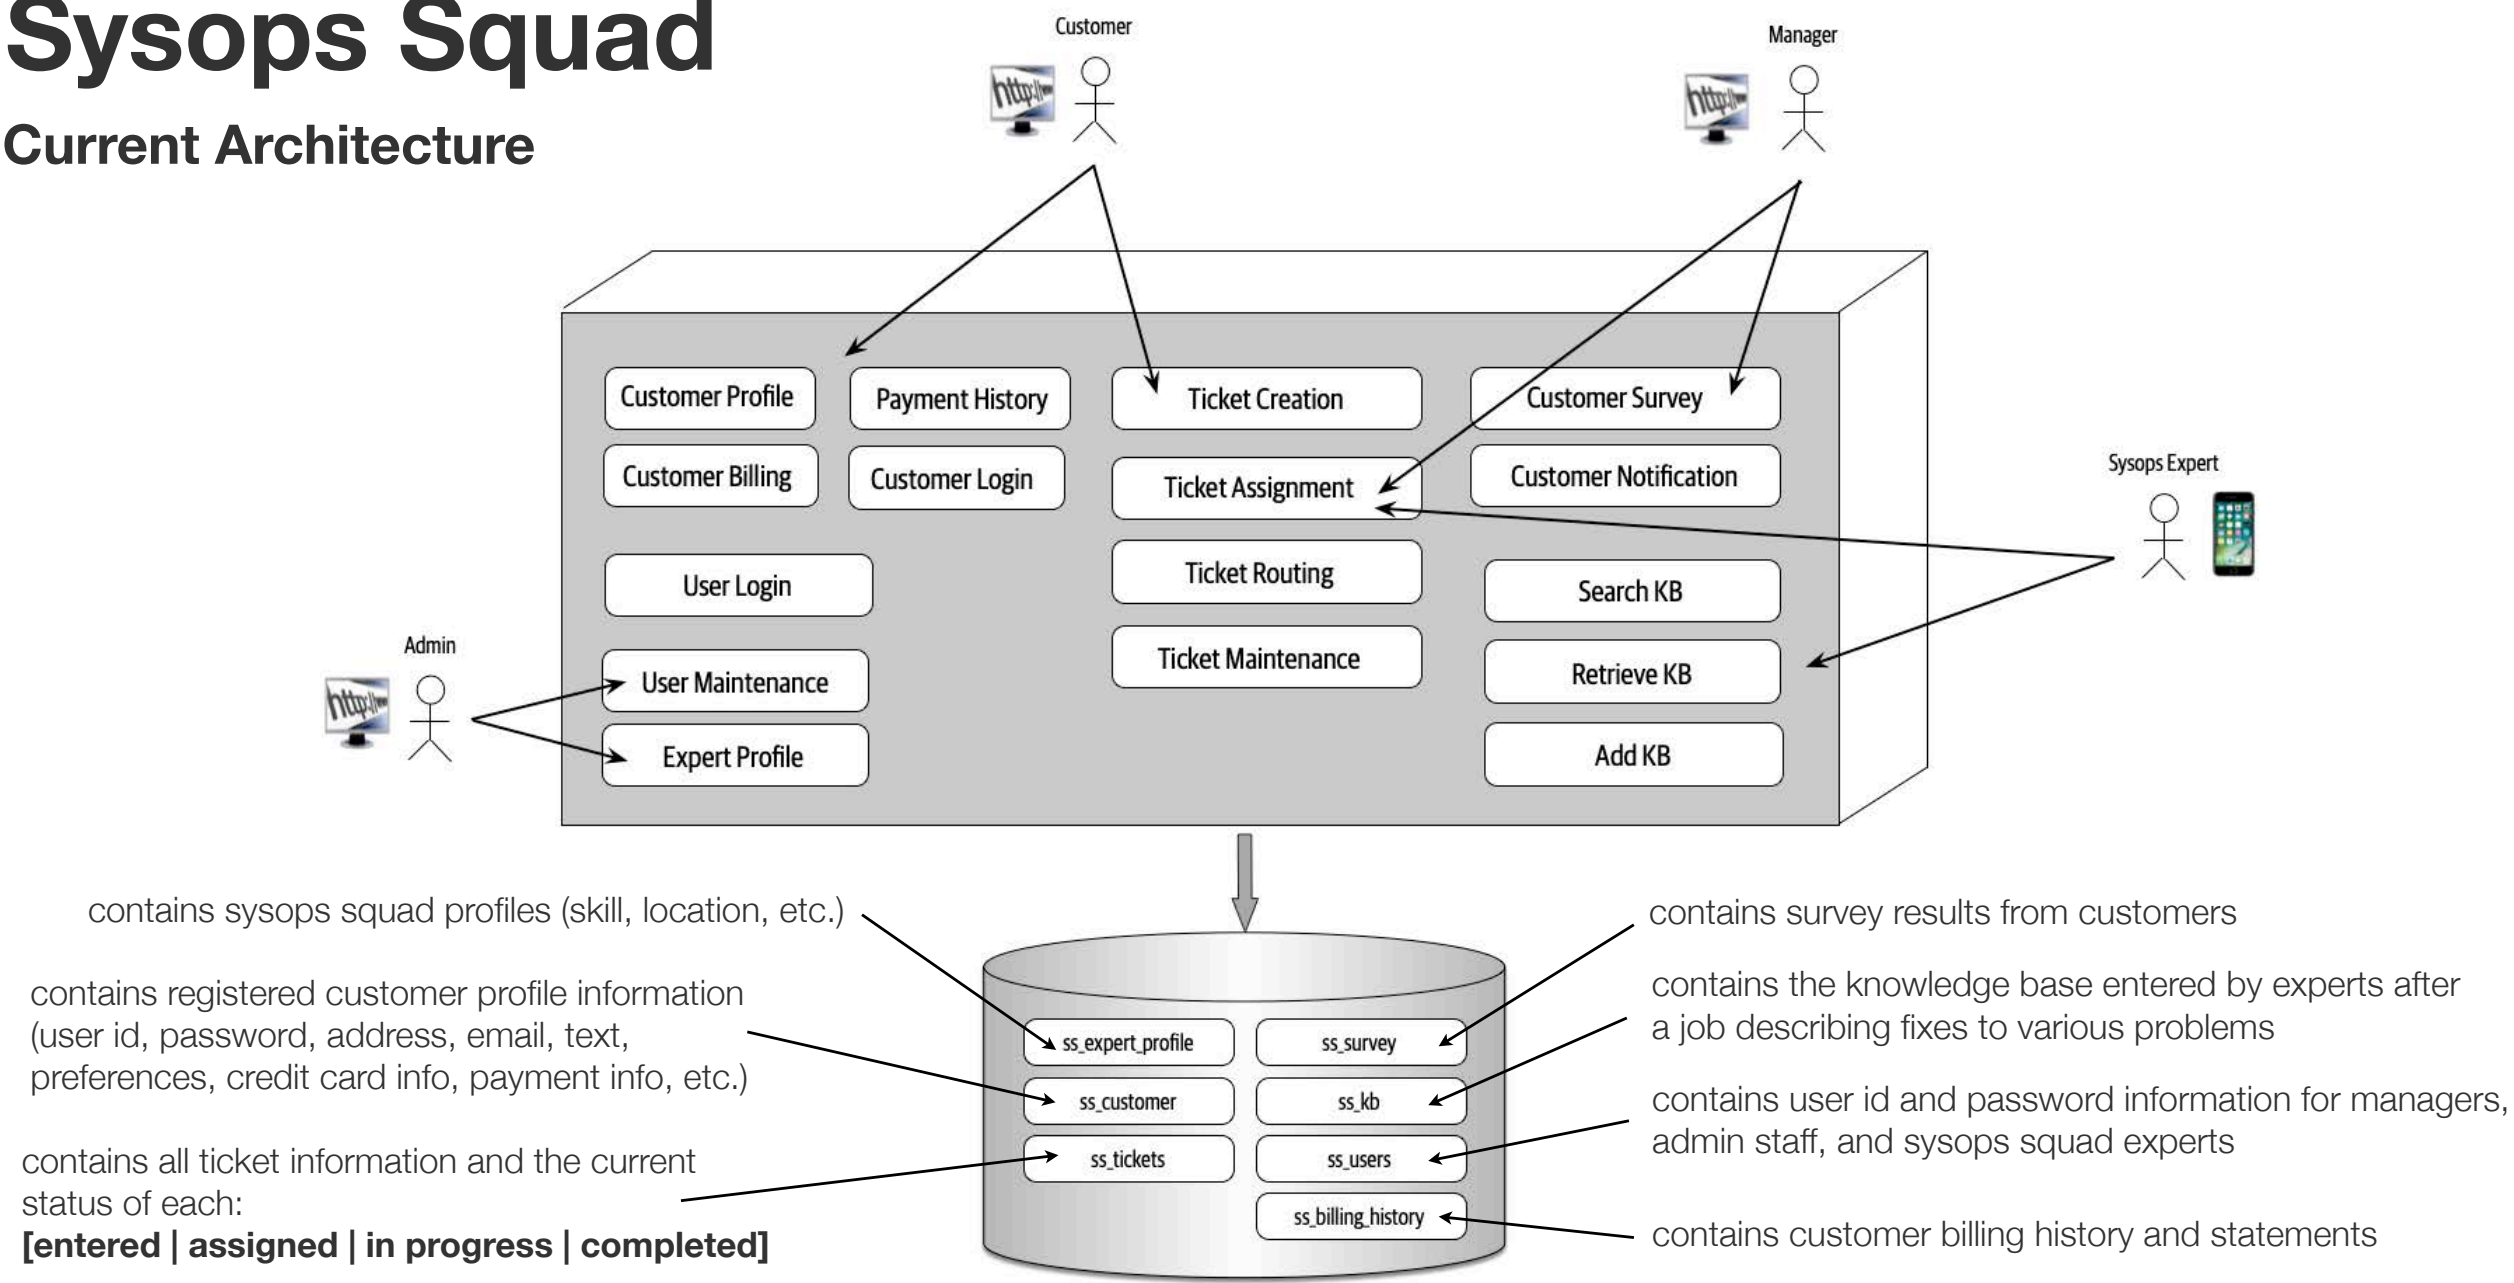 Sysops Squad
Current Architecture
Customer
http://www
Manager
http://www
Customer Profile
Payment History
Ticket Creation
Customer Survey
Customer Billing
Customer Login
Ticket Assignment
Customer Notification
Sysops Expert
User Login
Ticket Routing
Search KB
Admin
http://www
User Maintenance
Ticket Maintenance
Retrieve KB
Expert Profile
Add KB
contains sysops squad profiles (skill, location, etc.)
contains registered customer profile information
(user id, password, address, email, text,
preferences, credit card info, payment info, etc.)
contains all ticket information and the current
status of each:
[entered | assigned | in progress | completed]
ss_expert_profile
ss_survey
ss_customer
ss_kb
ss_tickets
ss_users
ss_billing_history
contains survey results from customers
contains the knowledge base entered by experts after
a job describing fixes to various problems
contains user id and password information for managers,
admin staff, and sysops squad experts
contains customer billing history and statements